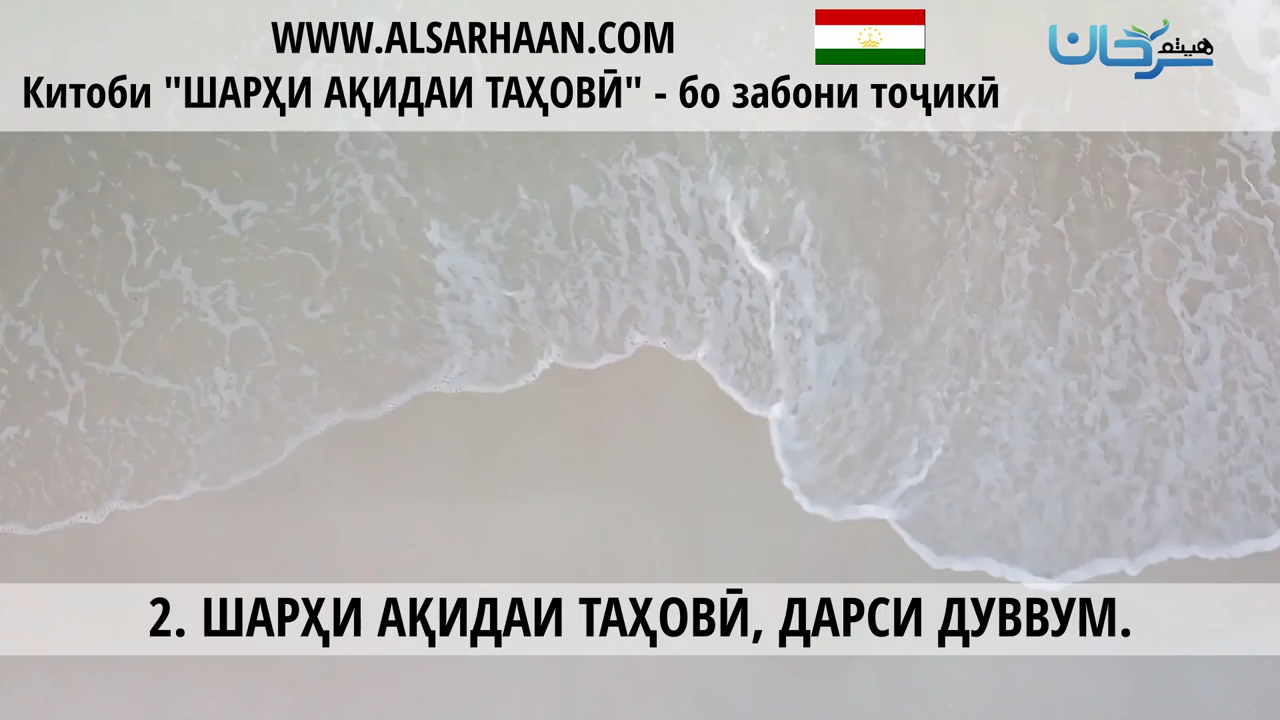 WWW.ALSARHAAN.COM
هيثم
سرحان
Китоби "ШАРҲИ АҚИДАИ ТАҲОВӢ" - бо забони тоҷикӣ
2. ШАРҲИ АҚИДАИ ТАҲОВӢ, ДАРСИ ДУВВУМ.